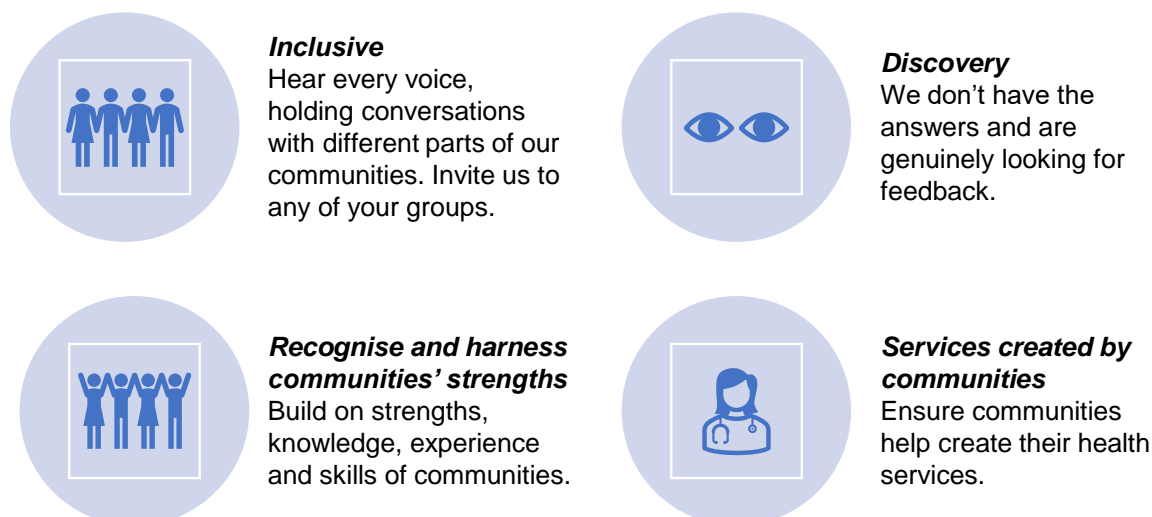 Inclusive
Hear every voice,
holding conversations
with different parts of our
communities. Invite us to
any of your groups.
Discovery
We don’t have the
answers and are
genuinely looking for
feedback.
Recognise and harness
communities’ strengths
Build on strengths,
knowledge, experience
and skills of communities.
Services created by
communities
Ensure communities
help create their health
services.